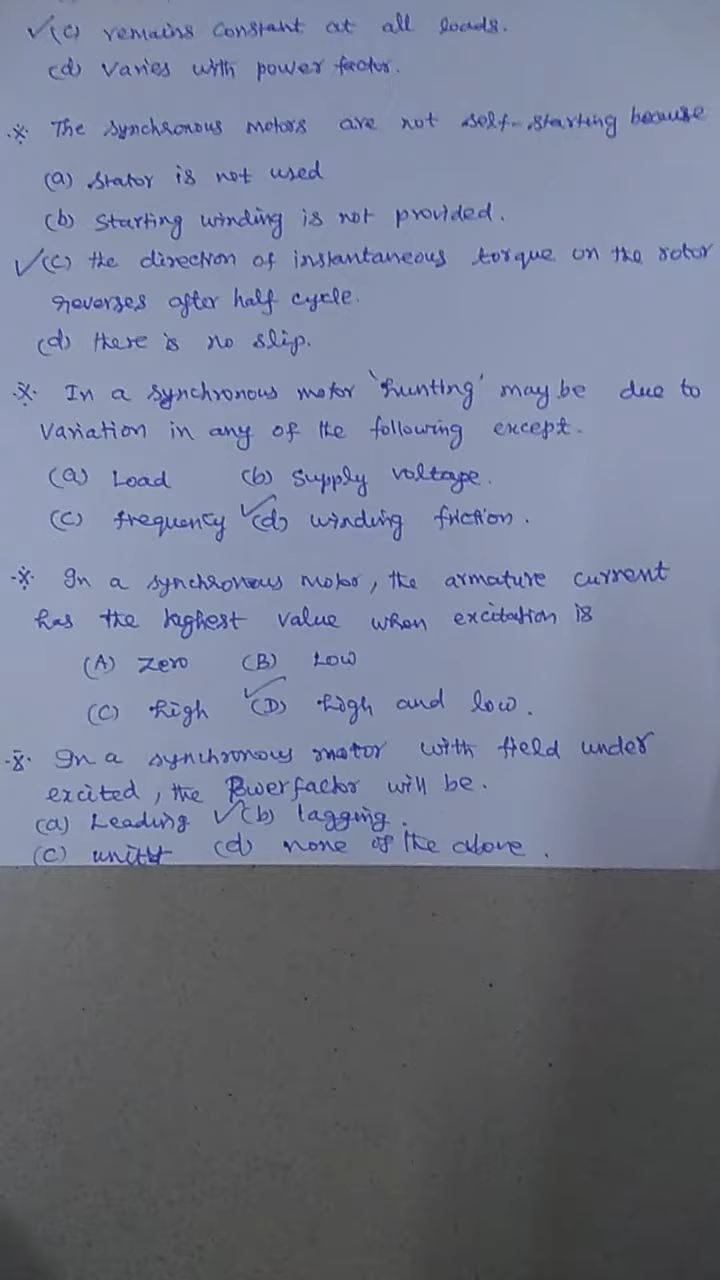 ✓(c) remains constant at all loads.
(d) varies with power factor.
※ The synchronous motors are not self-starting because
(a) stator is not used
(b) starting winding is not provided.
✓(c) the direction of instantaneous torque on the rotor
reverses after half cycle.
(d) there is no slip.
※ In a synchronous motor 'hunting' may be due to
variation in any of the following except.
(a) Load (b) supply voltage.
(c) frequency ✓(d) winding friction.
※ In a synchronous motor, the armature current
has the highest value when excitation is
(A) zero (B) Low
(C) high ✓(D) high and low.
※ In a synchronous motor with field under
excited, the Powerfactor will be.
(a) Leading ✓(b) lagging.
(c) unity (d) none of the above.